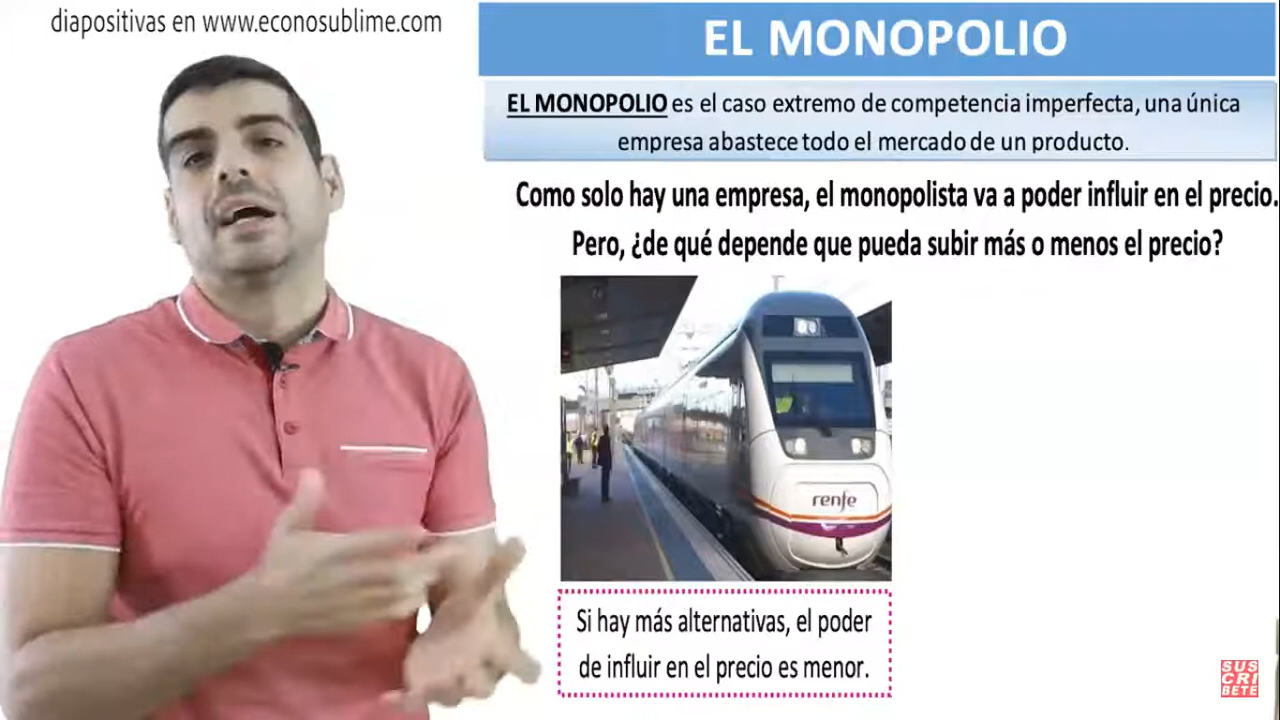 diapositivas en www.econosublime.com
EL MONOPOLIO
EL MONOPOLIO es el caso extremo de competencia imperfecta, una única
empresa abastece todo el mercado de un producto.
Como solo hay una empresa, el monopolista va a poder influir en el precio.
Pero, ¿de qué depende que pueda subir más o menos el precio?
renfe
Si hay más alternativas, el poder
de influir en el precio es menor.
SUS
CRI
BETE